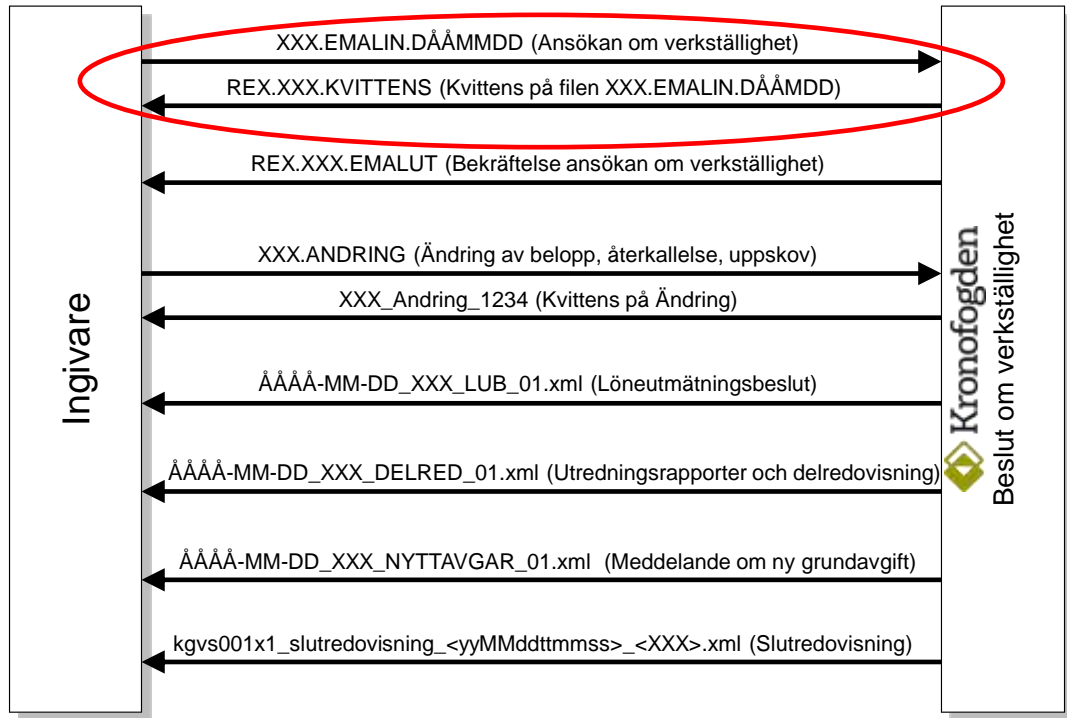 XXX.EMALIN.DÅÅMMDD (Ansökan om verkställighet)
REX.XXX.KVITTENS (Kvittens på filen XXX.EMALIN.DÅÅMDD)
REX.XXX.EMALUT (Bekräftelse ansökan om verkställighet)
XXX.ANDRING (Ändring av belopp, återkallelse, uppskov)
XXX_Andring_1234 (Kvittens på Ändring)
ÅÅÅÅ-MM-DD_XXX_LUB_01.xml (Löneutmätningsbeslut)
ÅÅÅÅ-MM-DD_XXX_DELRED_01.xml (Utredningsrapporter och delredovisning)
ÅÅÅÅ-MM-DD_XXX_NYTTAVGAR_01.xml (Meddelande om ny grundavgift)
kgvs001x1_slutredovisning_<yyMMddttmmss>_<XXX>.xml (Slutredovisning)
Ingivare
Kronofogden
Beslut om verkställighet